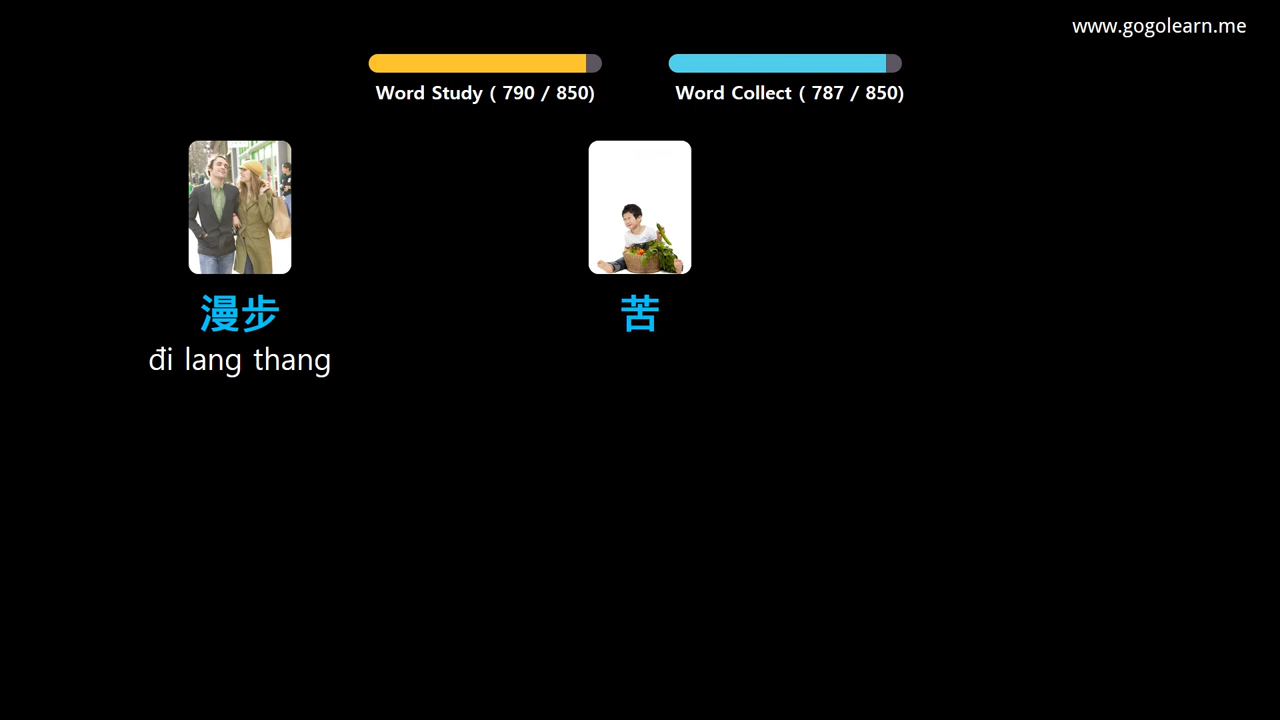 www.gogolearn.me
Word Study ( 790 / 850)
Word Collect ( 787 / 850)
漫步
đi lang thang
苦